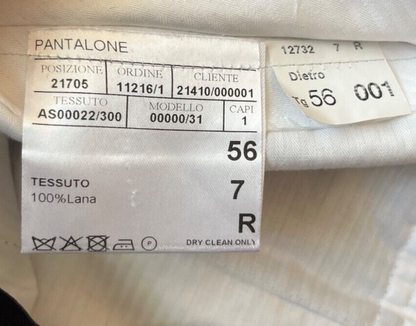 PANTALONE
POSIZIONE ORDINE CLIENTE
21705 11216/1 21410/000001
TESSUTO MODELLO CAPI
AS00022/300 00000/31 1
56
TESSUTO 7
100%Lana
R
P
DRY CLEAN ONLY
12732 7 R
Dietro
Tg 56 001